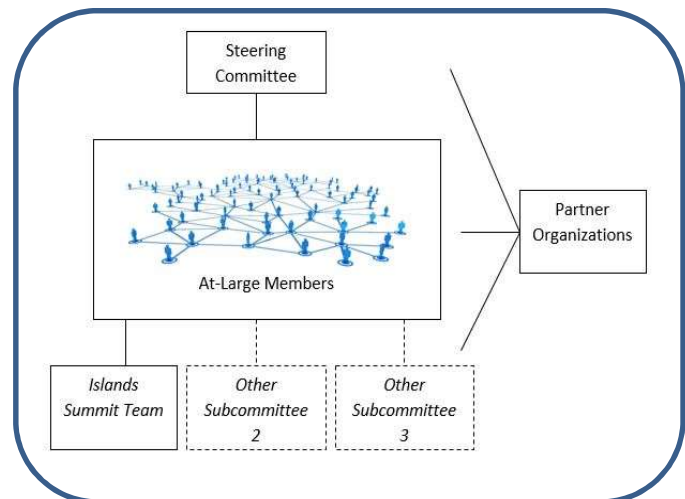 Steering
Committee
At-Large Members
Partner
Organizations
Islands
Summit Team
Other
Subcommittee
2
Other
Subcommittee
3